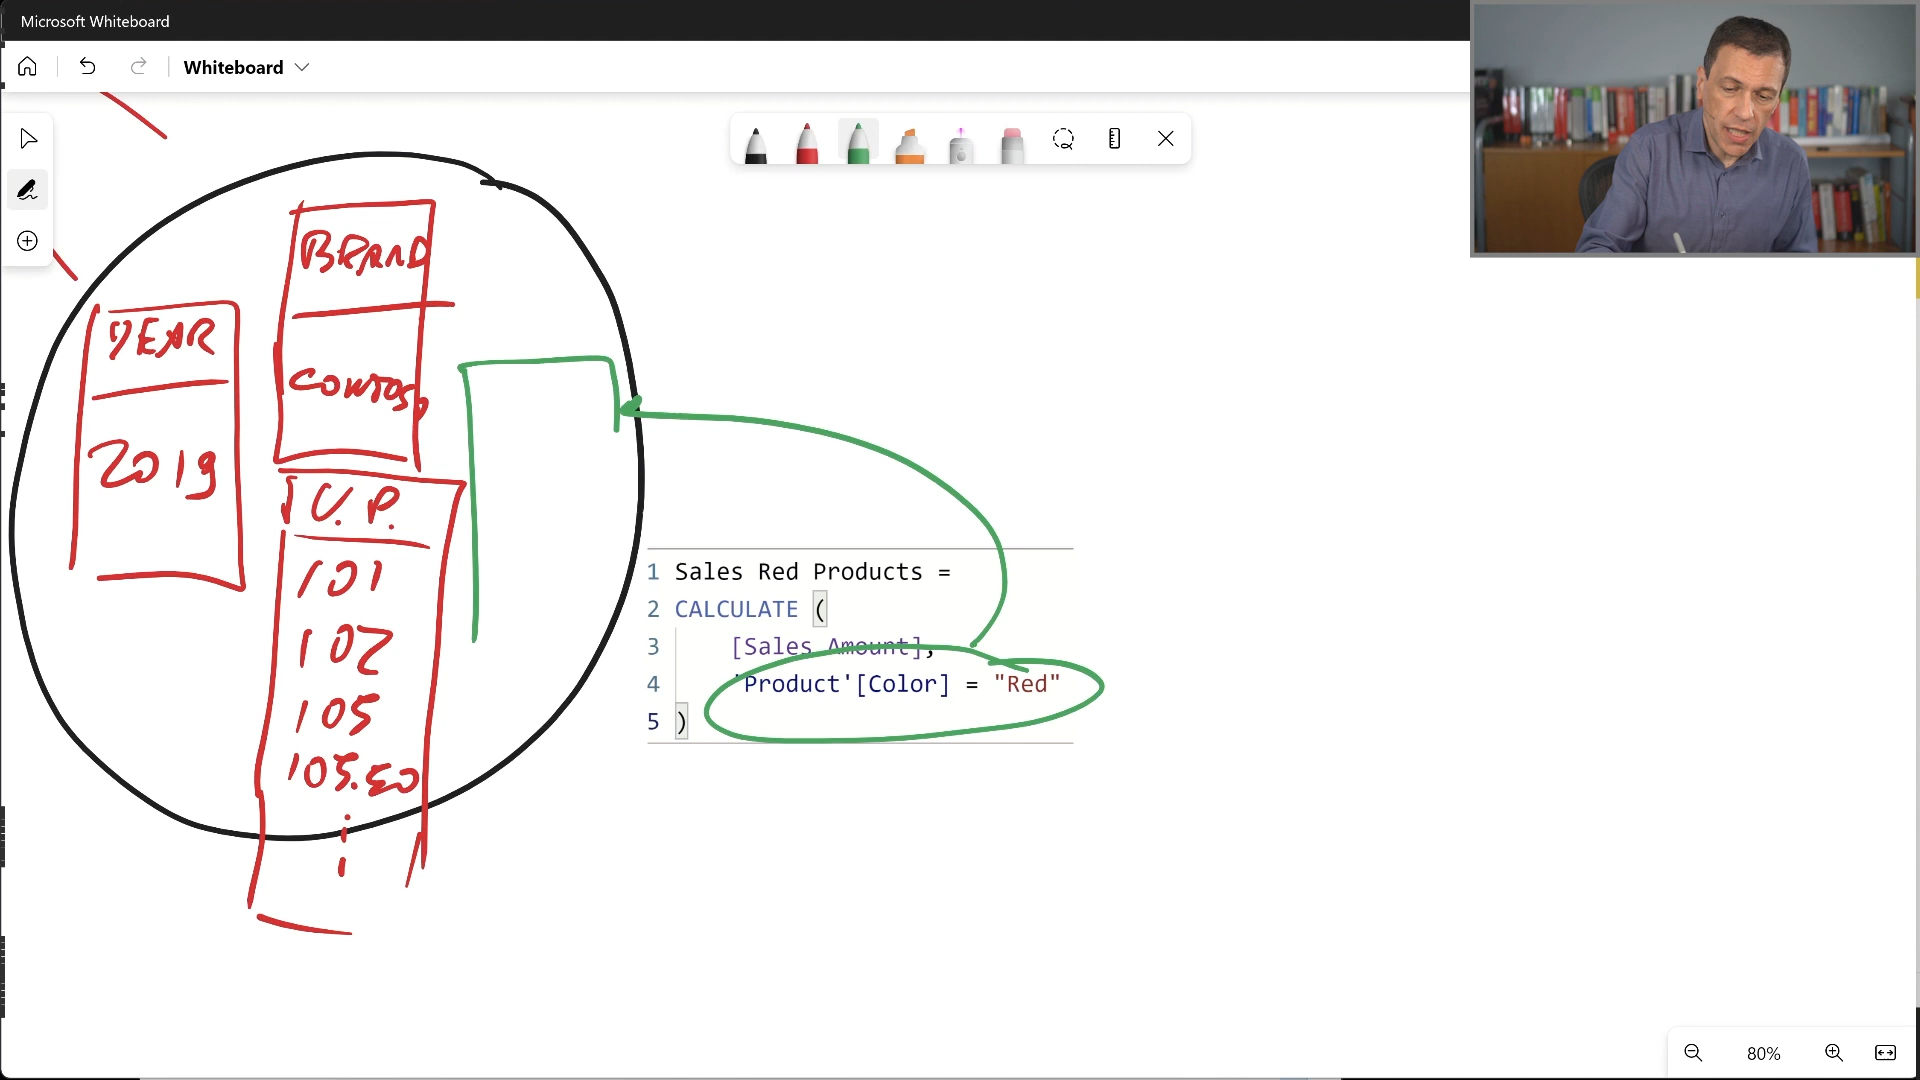 Microsoft Whiteboard
Whiteboard
BRAND
CONTOSO
YEAR
2019
U.P.
101
102
105
105.50
1 Sales Red Products =
2 CALCULATE (
3 [Sales Amount],
4 'Product'[Color] = "Red"
5 )
80%